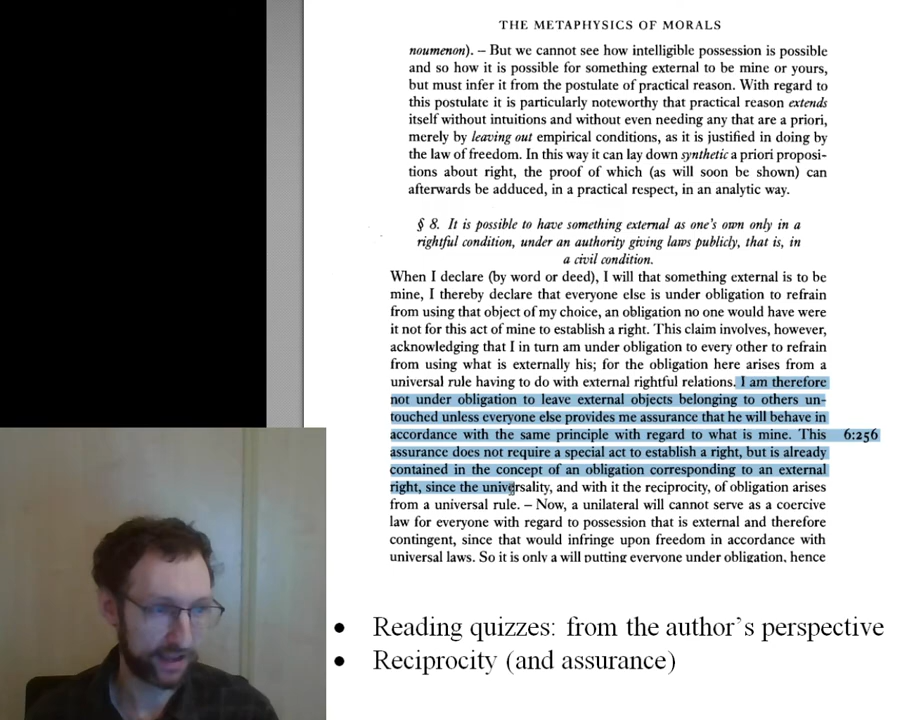 THE METAPHYSICS OF MORALS
noumenon). – But we cannot see how intelligible possession is possible
and so how it is possible for something external to be mine or yours,
but must infer it from the postulate of practical reason. With regard to
this postulate it is particularly noteworthy that practical reason extends
itself without intuitions and without even needing any that are a priori,
merely by leaving out empirical conditions, as it is justified in doing by
the law of freedom. In this way it can lay down synthetic a priori proposi-
tions about right, the proof of which (as will soon be shown) can
afterwards be adduced, in a practical respect, in an analytic way.
§ 8. It is possible to have something external as one's own only in a
rightful condition, under an authority giving laws publicly, that is, in
a civil condition.
When I declare (by word or deed), I will that something external is to be
mine, I thereby declare that everyone else is under obligation to refrain
from using that object of my choice, an obligation no one would have were
it not for this act of mine to establish a right. This claim involves, however,
acknowledging that I in turn am under obligation to every other to refrain
from using what is externally his; for the obligation here arises from a
universal rule having to do with external rightful relations. I am therefore
not under obligation to leave external objects belonging to others un-
touched unless everyone else provides me assurance that he will behave in
accordance with the same principle with regard to what is mine. This 6:256
assurance does not require a special act to establish a right, but is already
contained in the concept of an obligation corresponding to an external
right, since the universality, and with it the reciprocity, of obligation arises
from a universal rule. – Now, a unilateral will cannot serve as a coercive
law for everyone with regard to possession that is external and therefore
contingent, since that would infringe upon freedom in accordance with
universal laws. So it is only a will putting everyone under obligation, hence
• Reading quizzes: from the author's perspective
• Reciprocity (and assurance)